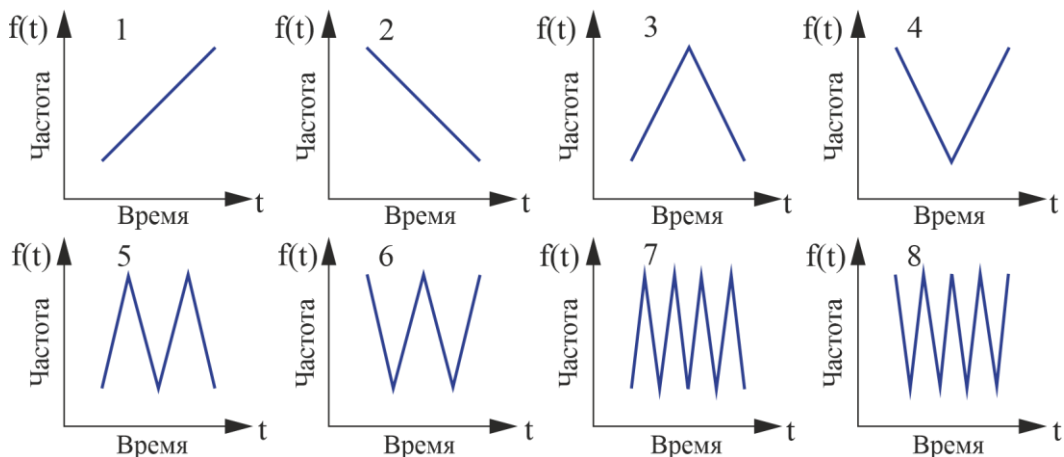 f(t) 1 Частота Время t
f(t) 2 Частота Время t
f(t) 3 Частота Время t
f(t) 4 Частота Время t
f(t) 5 Частота Время t
f(t) 6 Частота Время t
f(t) 7 Частота Время t
f(t) 8 Частота Время t